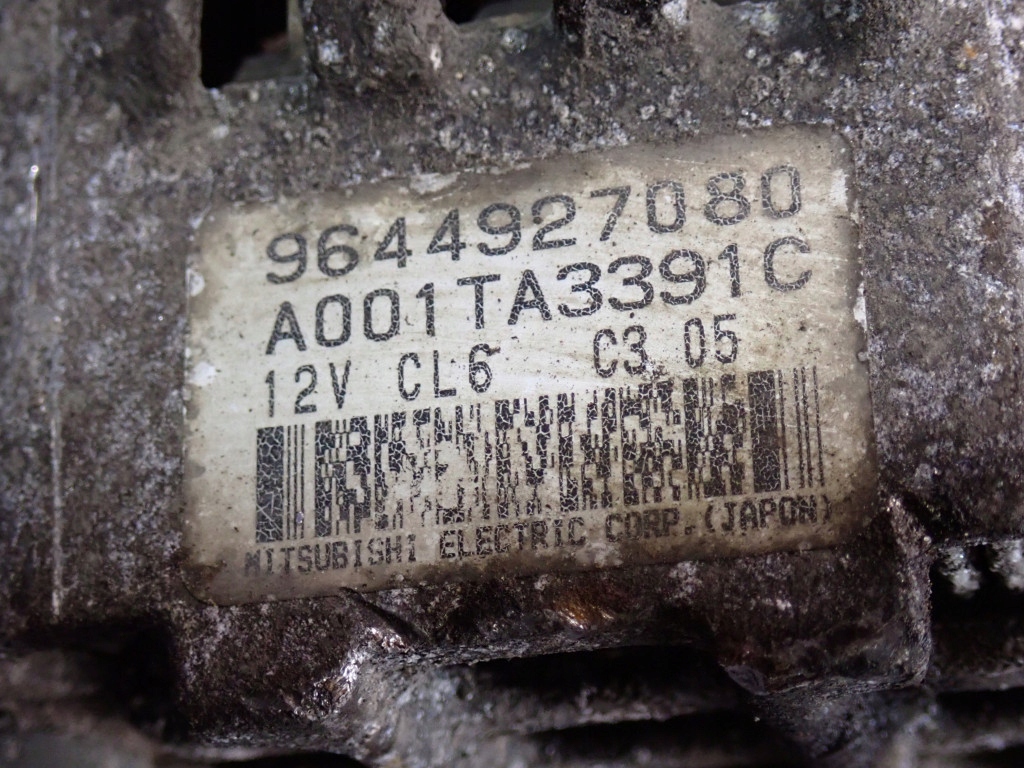 9644927080
A001TA3391C
12V CL6 C3 05
MITSUBISHI ELECTRIC CORP.(JAPON)